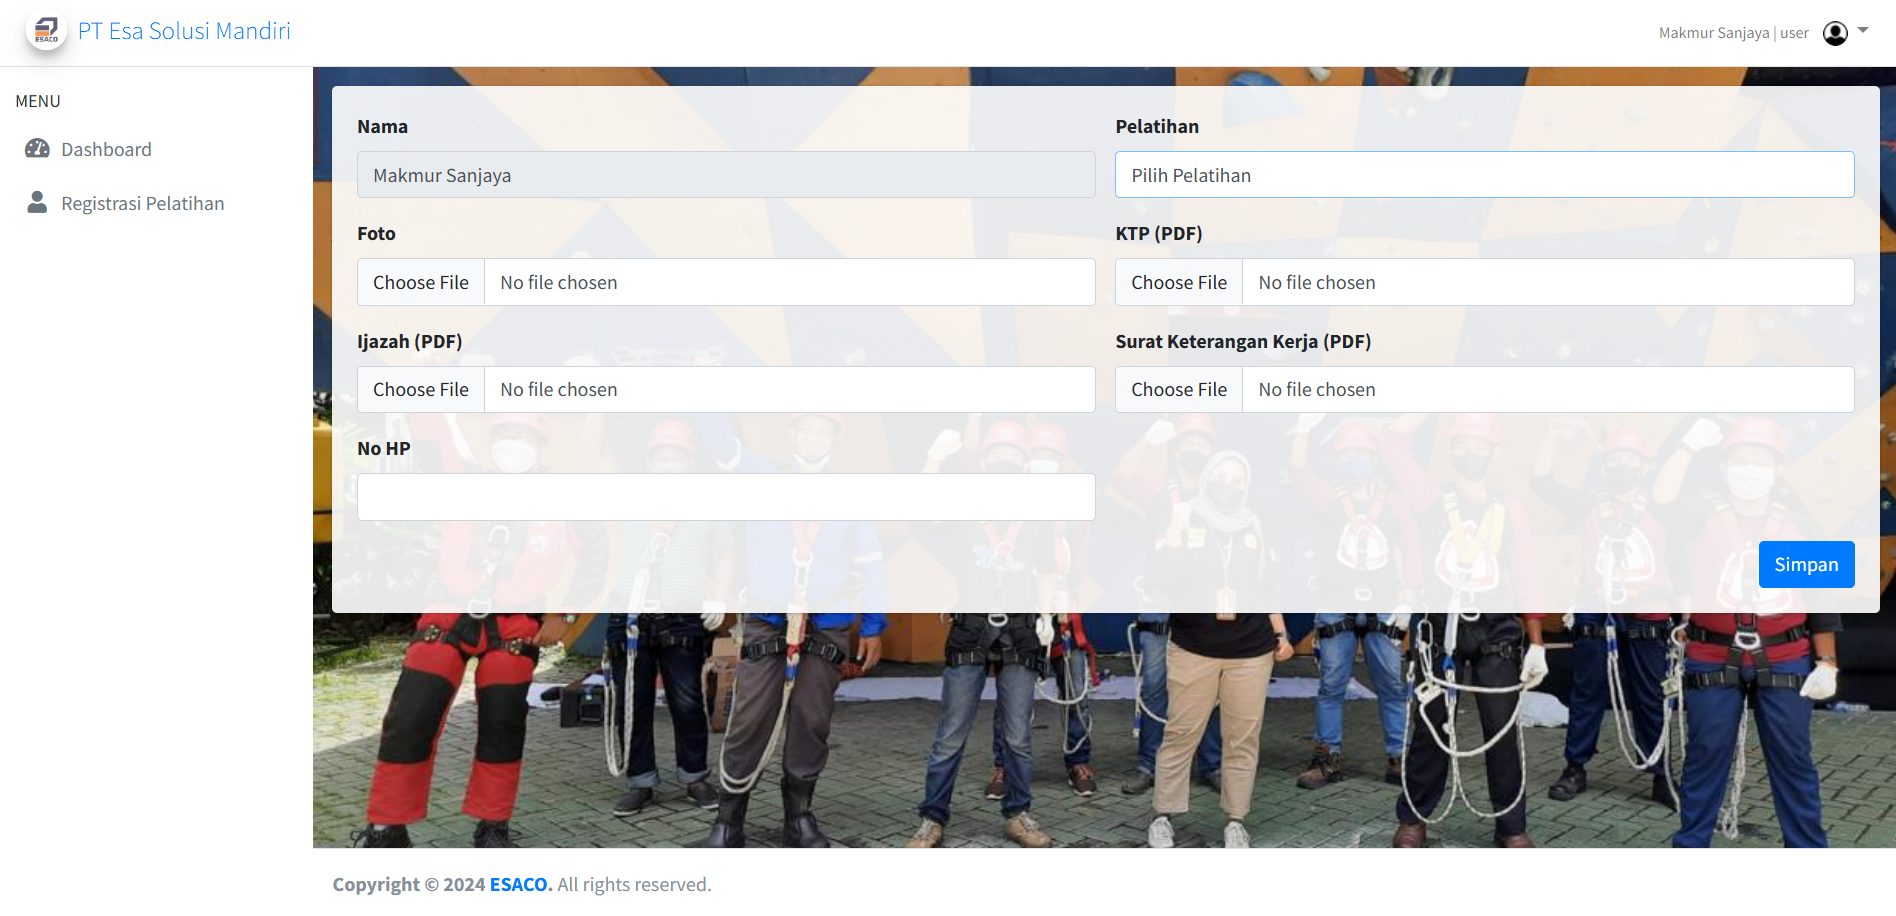 ESACO
PT Esa Solusi Mandiri
Makmur Sanjaya | user
MENU
Dashboard
Registrasi Pelatihan
Nama
Makmur Sanjaya
Pelatihan
Pilih Pelatihan
Foto
Choose File No file chosen
KTP (PDF)
Choose File No file chosen
Ijazah (PDF)
Choose File No file chosen
Surat Keterangan Kerja (PDF)
Choose File No file chosen
No HP
Simpan
Copyright © 2024 ESACO. All rights reserved.